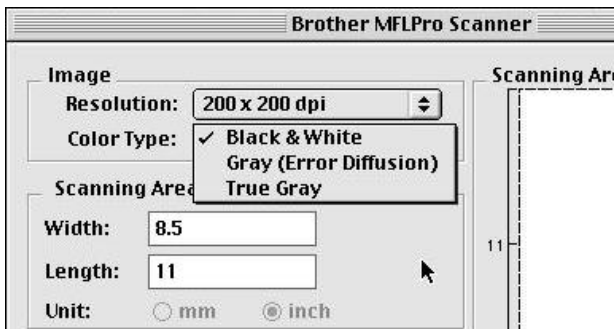 Brother MFLPro Scanner
Image
Resolution: 200 x 200 dpi
Color Type: ✓ Black & White
Gray (Error Diffusion)
True Gray
Scanning Area
Width: 8.5
Length: 11
Unit: mm inch
Scanning Are
11